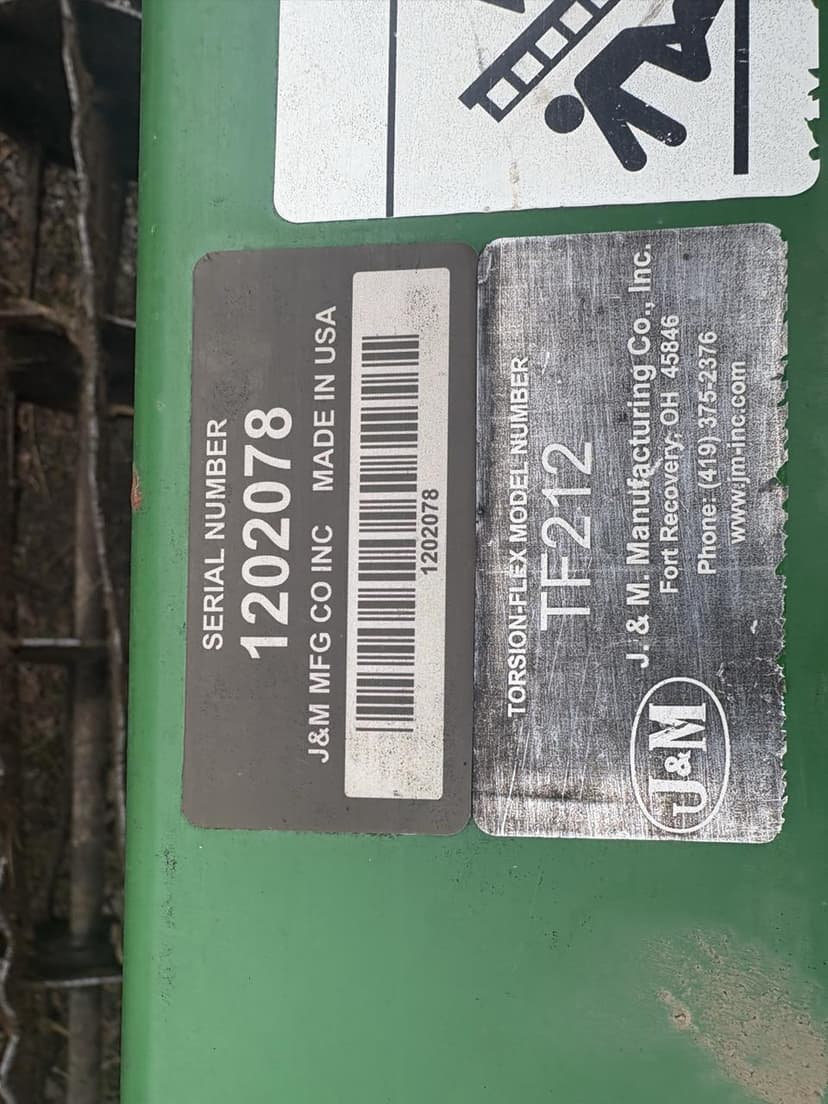 SERIAL NUMBER
1202078
J&M MFG CO INC MADE IN USA
1202078
TORSION-FLEX MODEL NUMBER
TF212
J. & M. Manufacturing Co., Inc.
Fort Recovery, OH 45846
Phone: (419) 375-2376
www.jm-inc.com
J&M